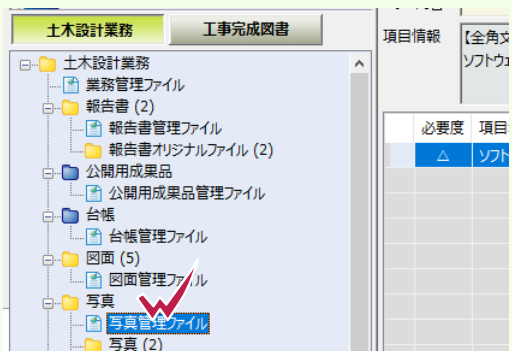 土木設計業務 工事完成図書
土木設計業務
業務管理ファイル
報告書 (2)
報告書管理ファイル
報告書オリジナルファイル (2)
公開用成果品
公開用成果品管理ファイル
台帳
台帳管理ファイル
図面 (5)
図面管理ファイル
写真
写真管理ファイル
写真 (2)
項目情報
【全角文
ソフトウェ
必要度 項目
△ ソフト